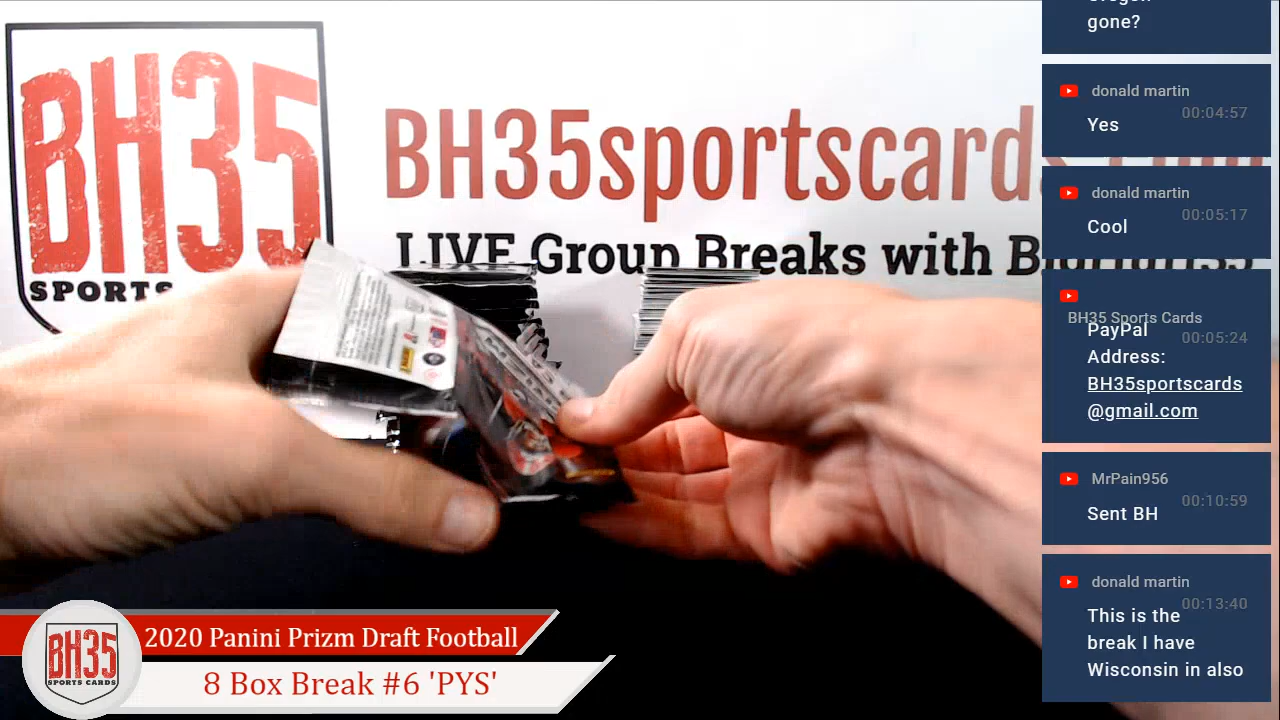 BH35
SPORTS
BH35sportscards
LIVE Group Breaks with
gone?
donald martin
00:04:57
Yes
donald martin
00:05:17
Cool
BH35 Sports Cards
00:05:24
PayPal
Address:
BH35sportscards
@gmail.com
MrPain956
00:10:59
Sent BH
donald martin
00:13:40
This is the
break I have
Wisconsin in also
BH35
SPORTS CARDS
2020 Panini Prizm Draft Football
8 Box Break #6 'PYS'